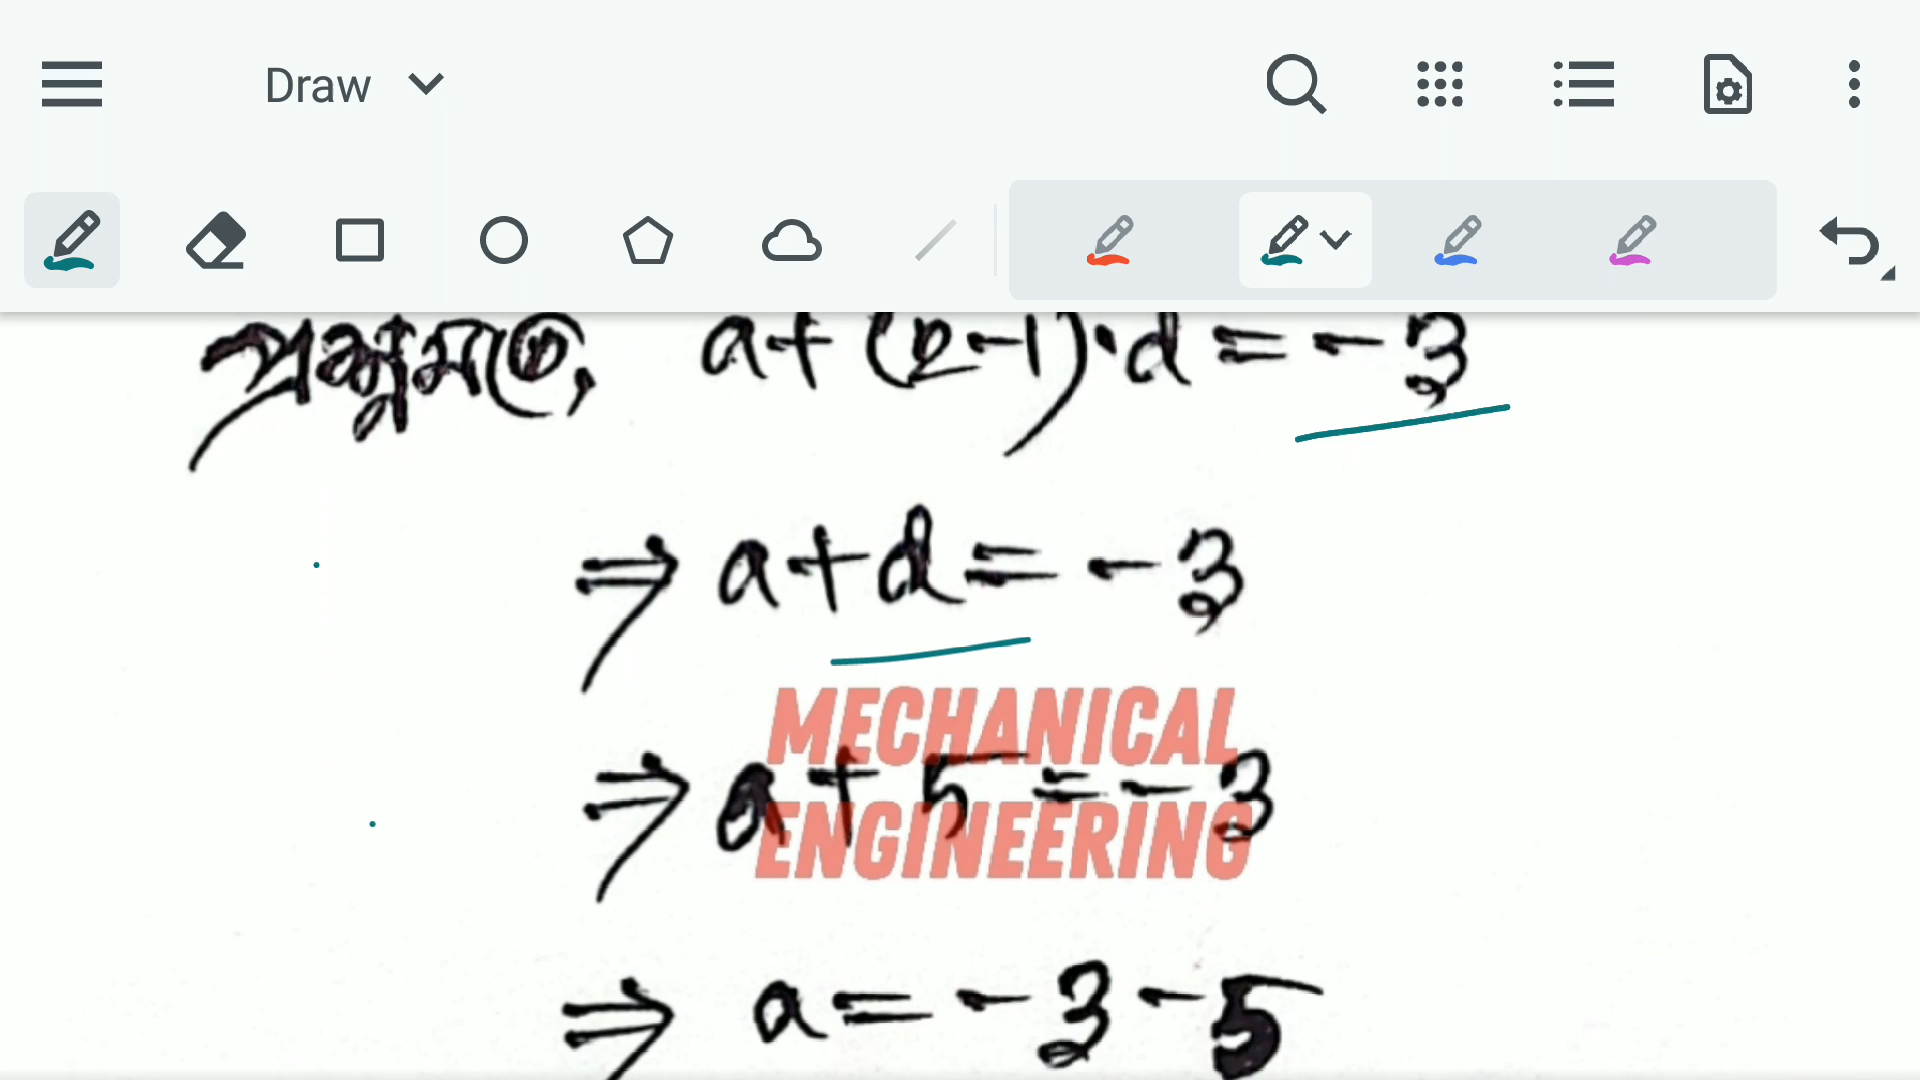 Draw
প্রশ্নমতে, a+(2-1)·d = -3
⇒ a+d = -3
MECHANICAL
⇒ a+5 = -3
ENGINEERING
⇒ a = -3-5